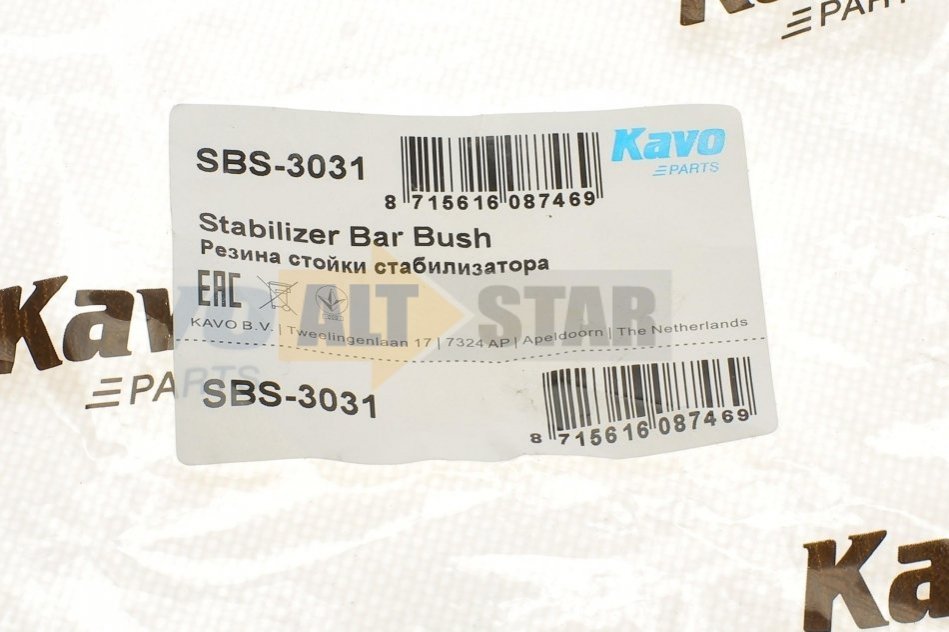 Kavo
PARTS
SBS-3031
8 715616 087469
Kavo
PARTS
Stabilizer Bar Bush
Резина стойки стабилизатора
EAC
KAVO B.V. | Tweelingenlaan 17 | 7324 AP | Apeldoorn | The Netherlands
ALT STAR
Kavo
PARTS
SBS-3031
8 715616 087469
Kavo